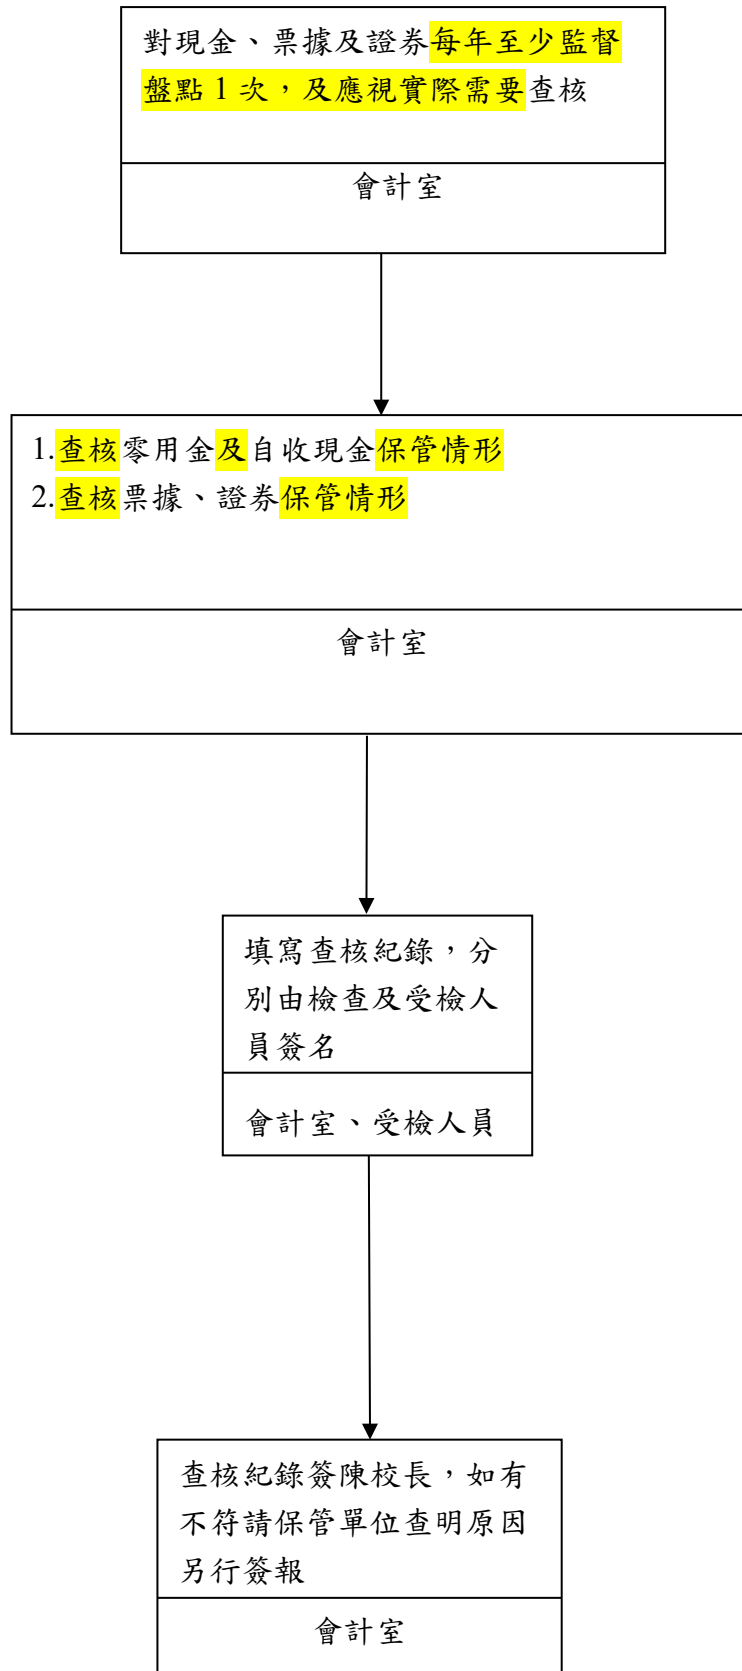 對現金、票據及證券每年至少監督
盤點 1 次，及應視實際需要查核
會計室
1.查核零用金及自收現金保管情形
2.查核票據、證券保管情形
會計室
填寫查核紀錄，分
別由檢查及受檢人
員簽名
會計室、受檢人員
查核紀錄簽陳校長，如有
不符請保管單位查明原因
另行簽報
會計室